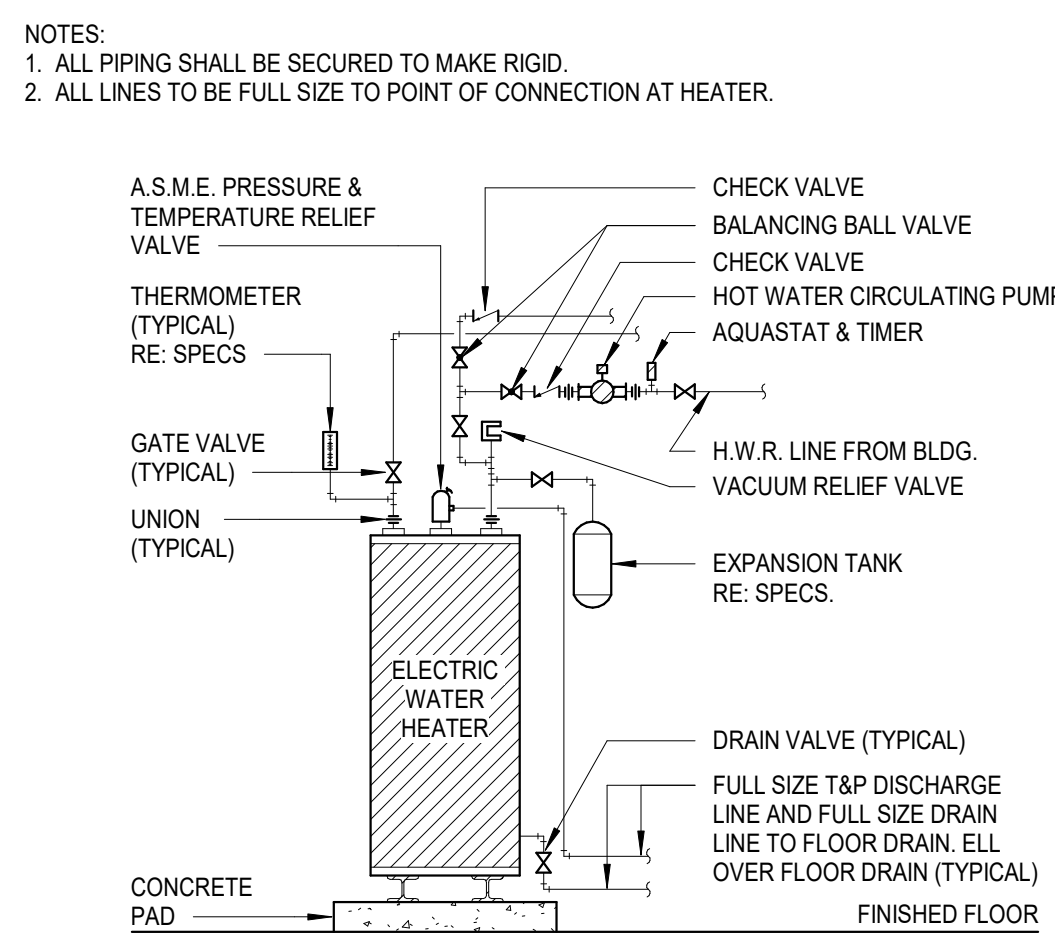 NOTES:
1. ALL PIPING SHALL BE SECURED TO MAKE RIGID.
2. ALL LINES TO BE FULL SIZE TO POINT OF CONNECTION AT HEATER.
A.S.M.E. PRESSURE &
TEMPERATURE RELIEF
VALVE
THERMOMETER
(TYPICAL)
RE: SPECS
GATE VALVE
(TYPICAL)
UNION
(TYPICAL)
CHECK VALVE
BALANCING BALL VALVE
CHECK VALVE
HOT WATER CIRCULATING PUMP
AQUASTAT & TIMER
H.W.R. LINE FROM BLDG.
VACUUM RELIEF VALVE
EXPANSION TANK
RE: SPECS.
ELECTRIC
WATER
HEATER
DRAIN VALVE (TYPICAL)
FULL SIZE T&P DISCHARGE
LINE AND FULL SIZE DRAIN
LINE TO FLOOR DRAIN. ELL
OVER FLOOR DRAIN (TYPICAL)
CONCRETE
PAD
FINISHED FLOOR